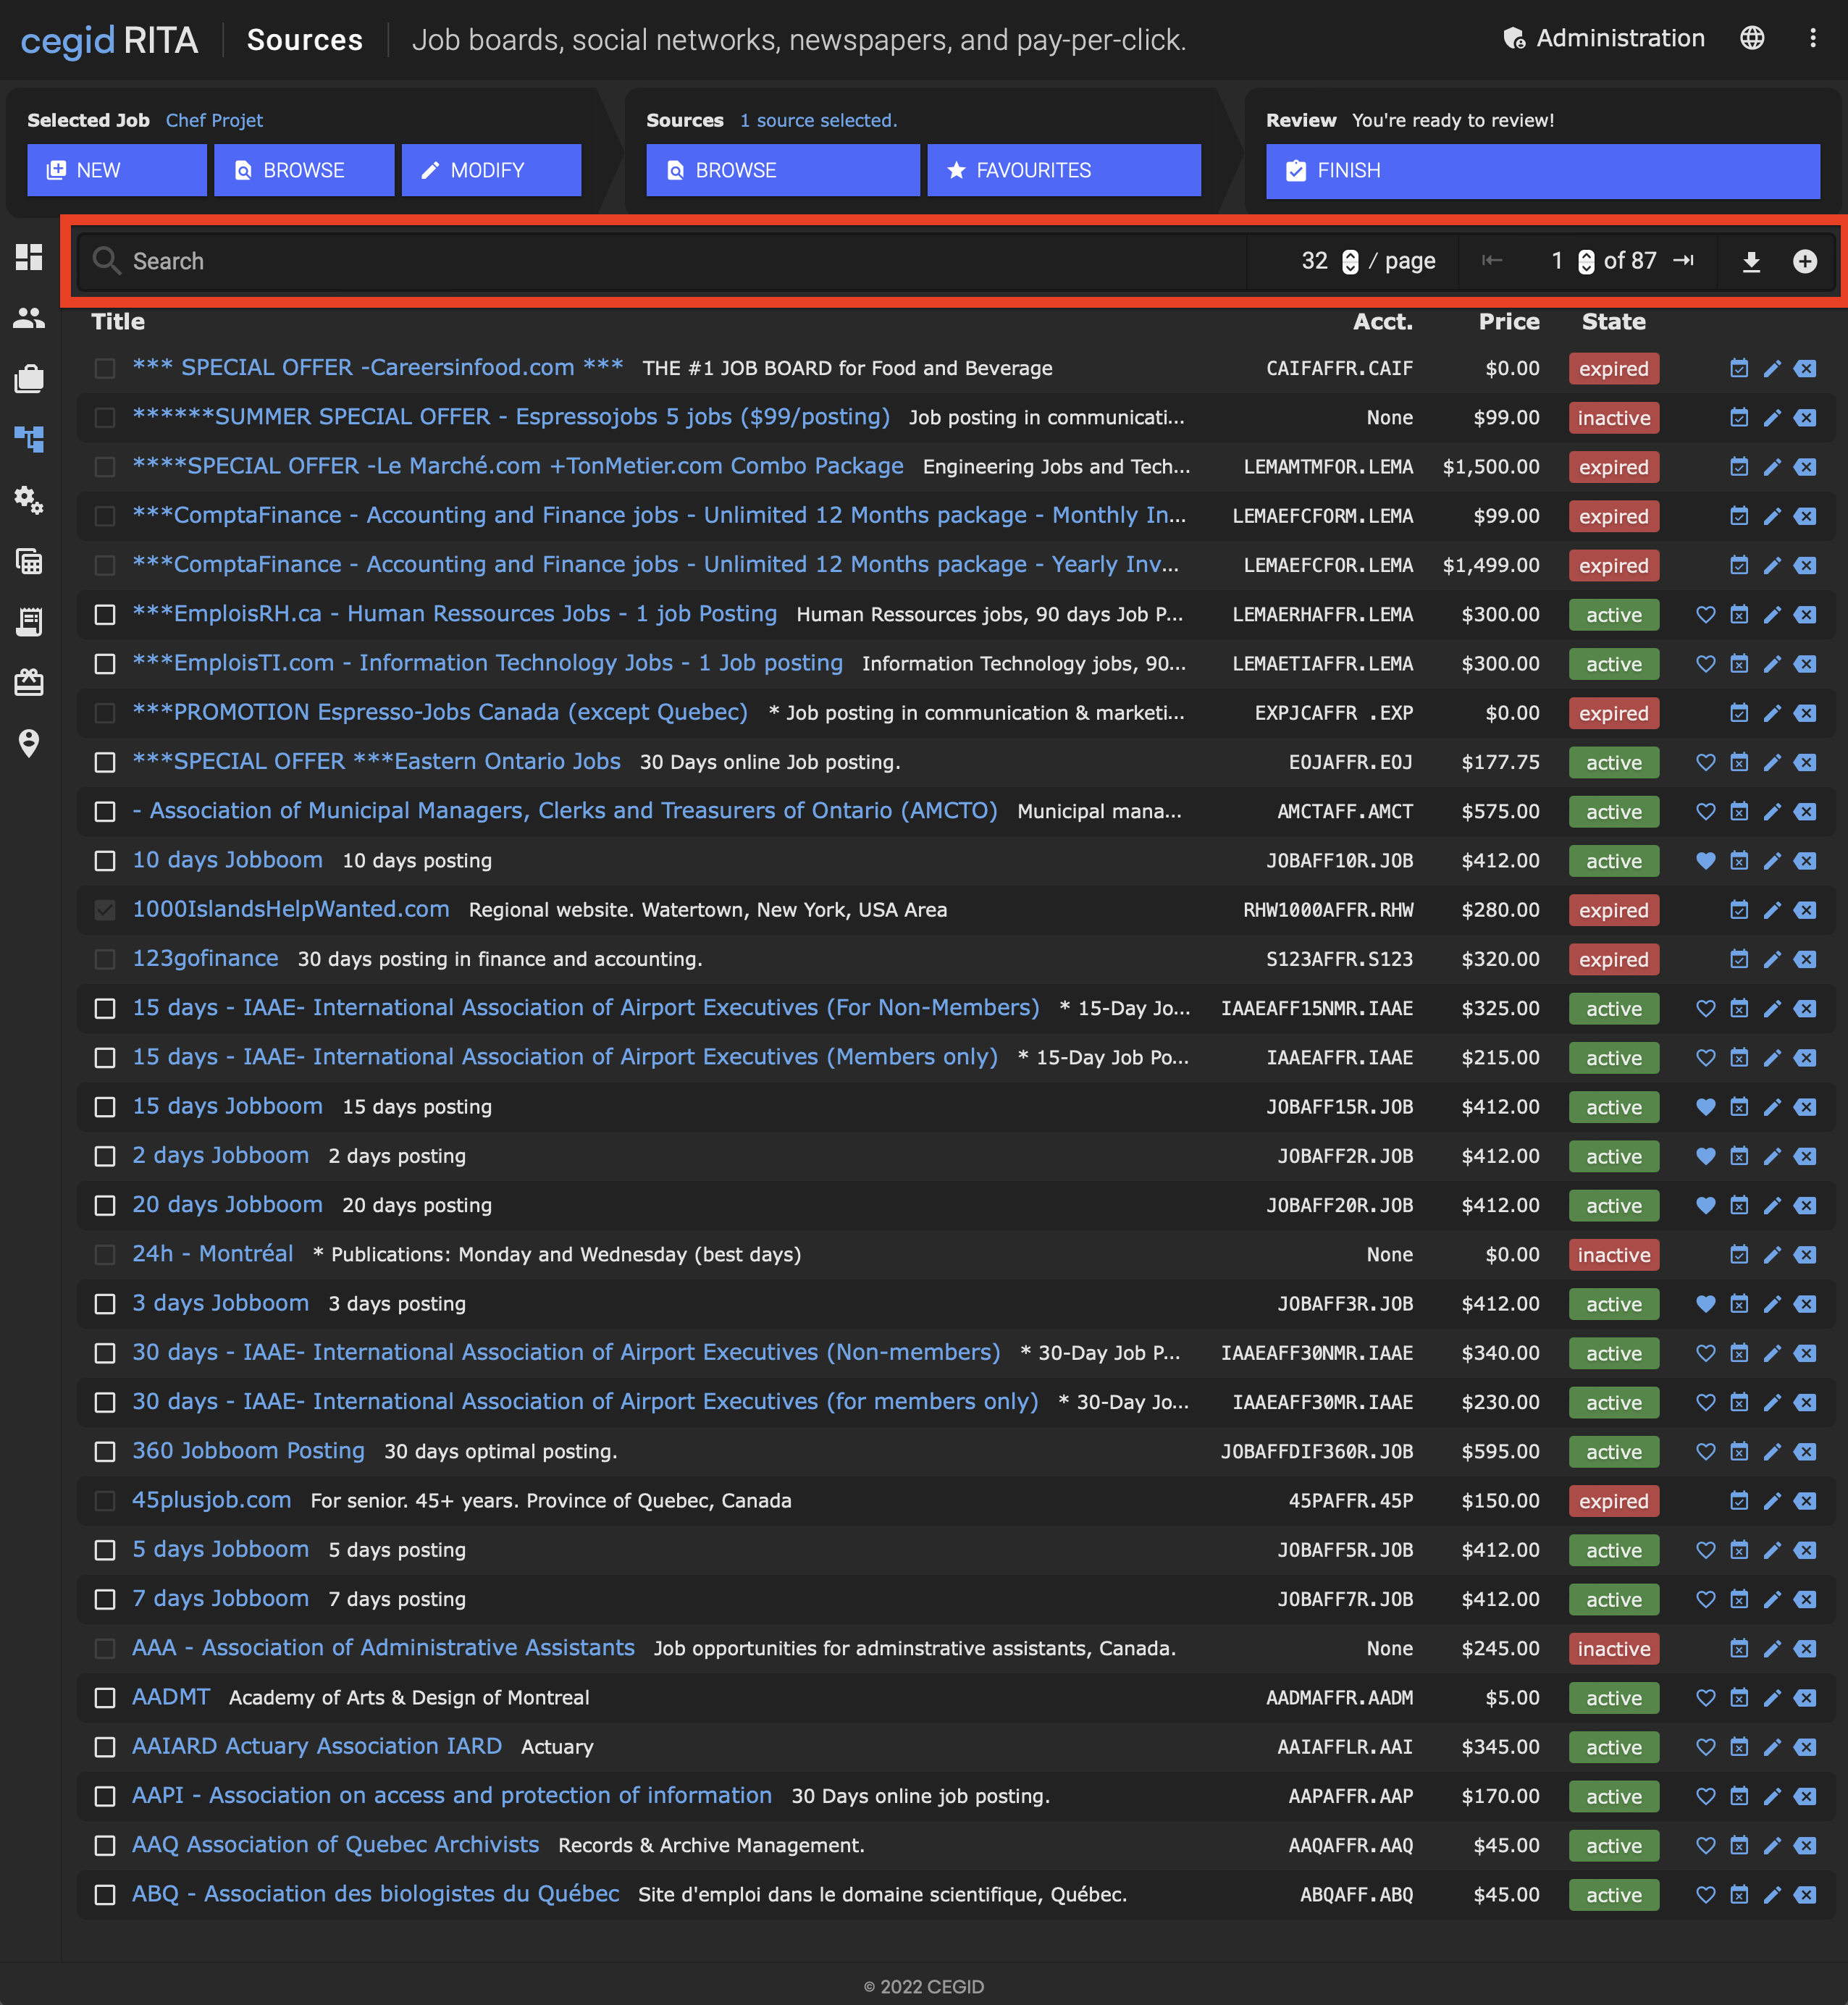 cegid RITA Sources Job boards, social networks, newspapers, and pay-per-click. Administration
Selected Job Chef Projet
NEW BROWSE MODIFY
Sources 1 source selected.
BROWSE FAVOURITES
Review You're ready to review!
FINISH
Search 32 / page 1 of 87
Title Acct. Price State
*** SPECIAL OFFER -Careersinfood.com *** THE #1 JOB BOARD for Food and Beverage CAIFAFFR.CAIF $0.00 expired
******SUMMER SPECIAL OFFER - Espressojobs 5 jobs ($99/posting) Job posting in communicati... None $99.00 inactive
****SPECIAL OFFER -Le Marché.com +TonMetier.com Combo Package Engineering Jobs and Tech... LEMAMTMFOR.LEMA $1,500.00 expired
***ComptaFinance - Accounting and Finance jobs - Unlimited 12 Months package - Monthly In... LEMAEFCFORM.LEMA $99.00 expired
***ComptaFinance - Accounting and Finance jobs - Unlimited 12 Months package - Yearly Inv... LEMAEFCFOR.LEMA $1,499.00 expired
***EmploisRH.ca - Human Ressources Jobs - 1 job Posting Human Ressources jobs, 90 days Job P... LEMAERHAFFR.LEMA $300.00 active
***EmploisTI.com - Information Technology Jobs - 1 Job posting Information Technology jobs, 90... LEMAETIAFFR.LEMA $300.00 active
***PROMOTION Espresso-Jobs Canada (except Quebec) * Job posting in communication & marketi... EXPJCAFFR .EXP $0.00 expired
***SPECIAL OFFER ***Eastern Ontario Jobs 30 Days online Job posting. EOJAFFR.EOJ $177.75 active
- Association of Municipal Managers, Clerks and Treasurers of Ontario (AMCTO) Municipal mana... AMCTAFF.AMCT $575.00 active
10 days Jobboom 10 days posting JOBAFF10R.JOB $412.00 active
1000IslandsHelpWanted.com Regional website. Watertown, New York, USA Area RHW1000AFFR.RHW $280.00 expired
123gofinance 30 days posting in finance and accounting. S123AFFR.S123 $320.00 expired
15 days - IAAE- International Association of Airport Executives (For Non-Members) * 15-Day Jo... IAAEAFF15NMR.IAAE $325.00 active
15 days - IAAE- International Association of Airport Executives (Members only) * 15-Day Job Po... IAAEAFFR.IAAE $215.00 active
15 days Jobboom 15 days posting JOBAFF15R.JOB $412.00 active
2 days Jobboom 2 days posting JOBAFF2R.JOB $412.00 active
20 days Jobboom 20 days posting JOBAFF20R.JOB $412.00 active
24h - Montréal * Publications: Monday and Wednesday (best days) None $0.00 inactive
3 days Jobboom 3 days posting JOBAFF3R.JOB $412.00 active
30 days - IAAE- International Association of Airport Executives (Non-members) * 30-Day Job P... IAAEAFF30NMR.IAAE $340.00 active
30 days - IAAE- International Association of Airport Executives (for members only) * 30-Day Jo... IAAEAFF30MR.IAAE $230.00 active
360 Jobboom Posting 30 days optimal posting. JOBAFFDIF360R.JOB $595.00 active
45plusjob.com For senior. 45+ years. Province of Quebec, Canada 45PAFFR.45P $150.00 expired
5 days Jobboom 5 days posting JOBAFF5R.JOB $412.00 active
7 days Jobboom 7 days posting JOBAFF7R.JOB $412.00 active
AAA - Association of Administrative Assistants Job opportunities for adminstrative assistants, Canada. None $245.00 inactive
AADMT Academy of Arts & Design of Montreal AADMAFFR.AADM $5.00 active
AAIARD Actuary Association IARD Actuary AAIAFFLR.AAI $345.00 active
AAPI - Association on access and protection of information 30 Days online job posting. AAPAFFR.AAP $170.00 active
AAQ Association of Quebec Archivists Records & Archive Management. AAQAFFR.AAQ $45.00 active
ABQ - Association des biologistes du Québec Site d'emploi dans le domaine scientifique, Québec. ABQAFF.ABQ $45.00 active
© 2022 CEGID